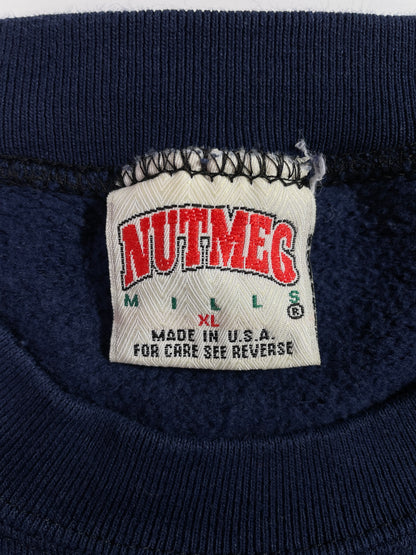 NUTMEG
MILLS
®
XL
MADE IN U.S.A.
FOR CARE SEE REVERSE